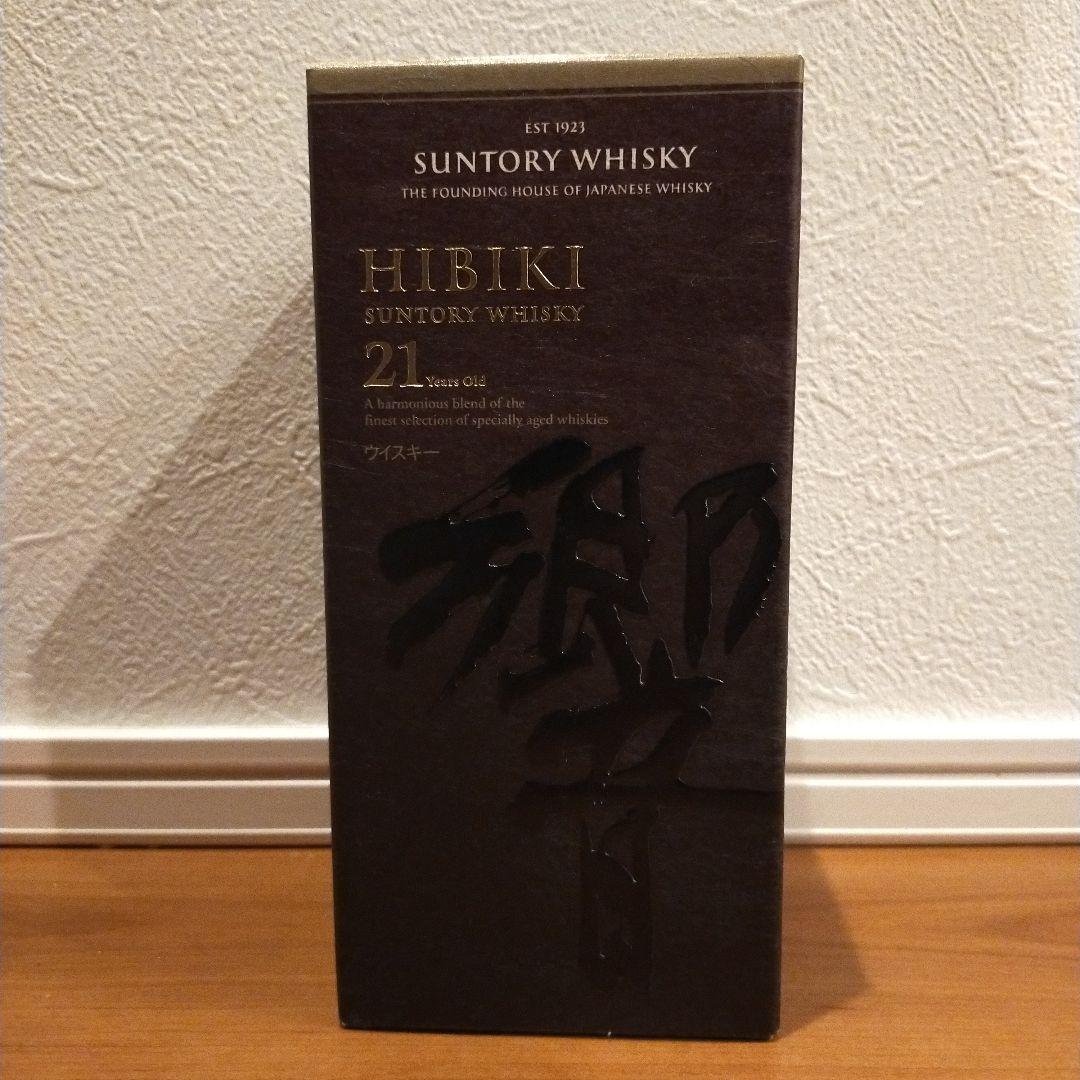 EST 1923
SUNTORY WHISKY
THE FOUNDING HOUSE OF JAPANESE WHISKY
HIBIKI
SUNTORY WHISKY
21 Years Old
A harmonious blend of the
finest selection of specially aged whiskies
ウイスキー
響